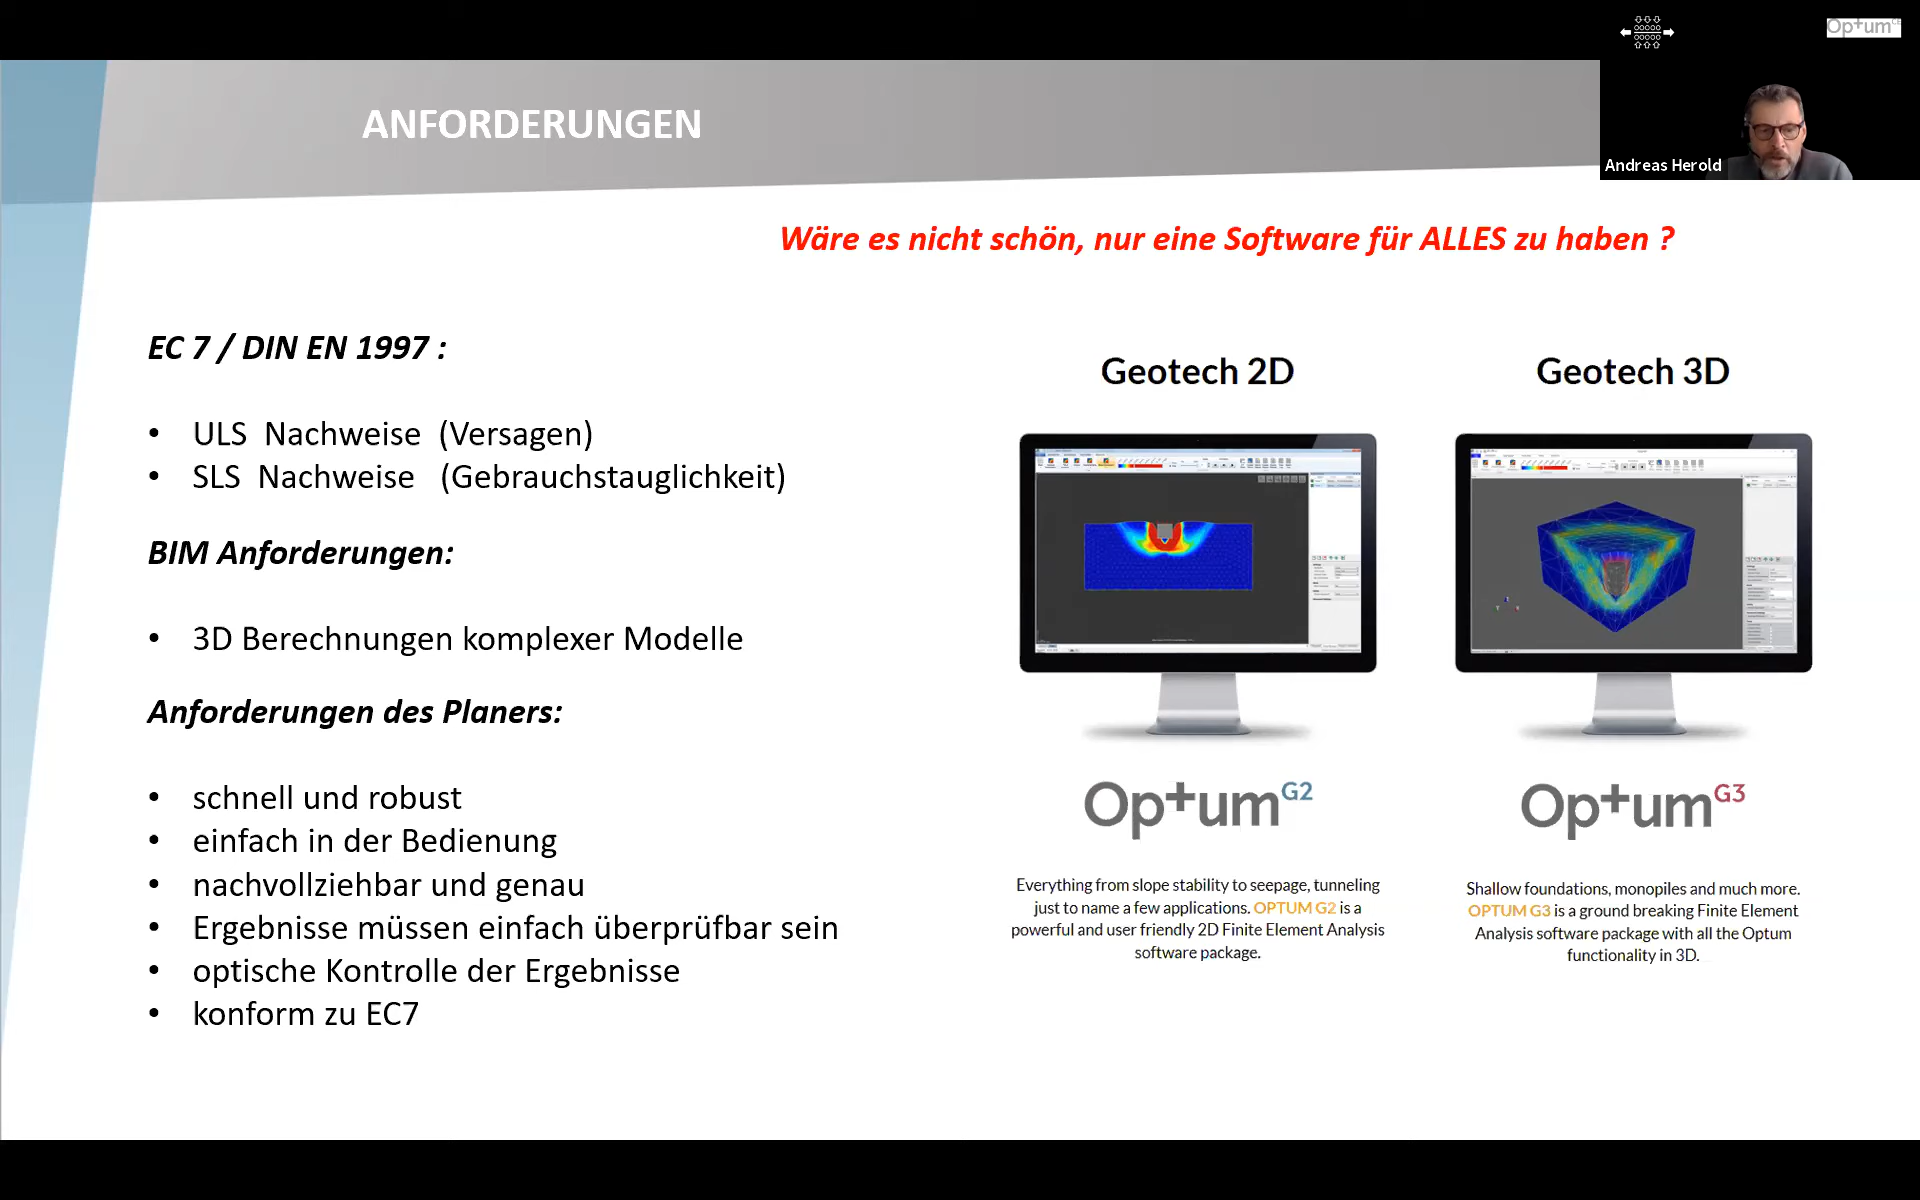 Optum
ANFORDERUNGEN
Andreas Herold
Wäre es nicht schön, nur eine Software für ALLES zu haben ?
EC 7 / DIN EN 1997 :
• ULS Nachweise (Versagen)
• SLS Nachweise (Gebrauchstauglichkeit)
BIM Anforderungen:
• 3D Berechnungen komplexer Modelle
Anforderungen des Planers:
• schnell und robust
• einfach in der Bedienung
• nachvollziehbar und genau
• Ergebnisse müssen einfach überprüfbar sein
• optische Kontrolle der Ergebnisse
• konform zu EC7
Geotech 2D
Optum G2
Everything from slope stability to seepage, tunneling
just to name a few applications. OPTUM G2 is a
powerful and user friendly 2D Finite Element Analysis
software package.
Geotech 3D
Optum G3
Shallow foundations, monopiles and much more.
OPTUM G3 is a ground breaking Finite Element
Analysis software package with all the Optum
functionality in 3D.